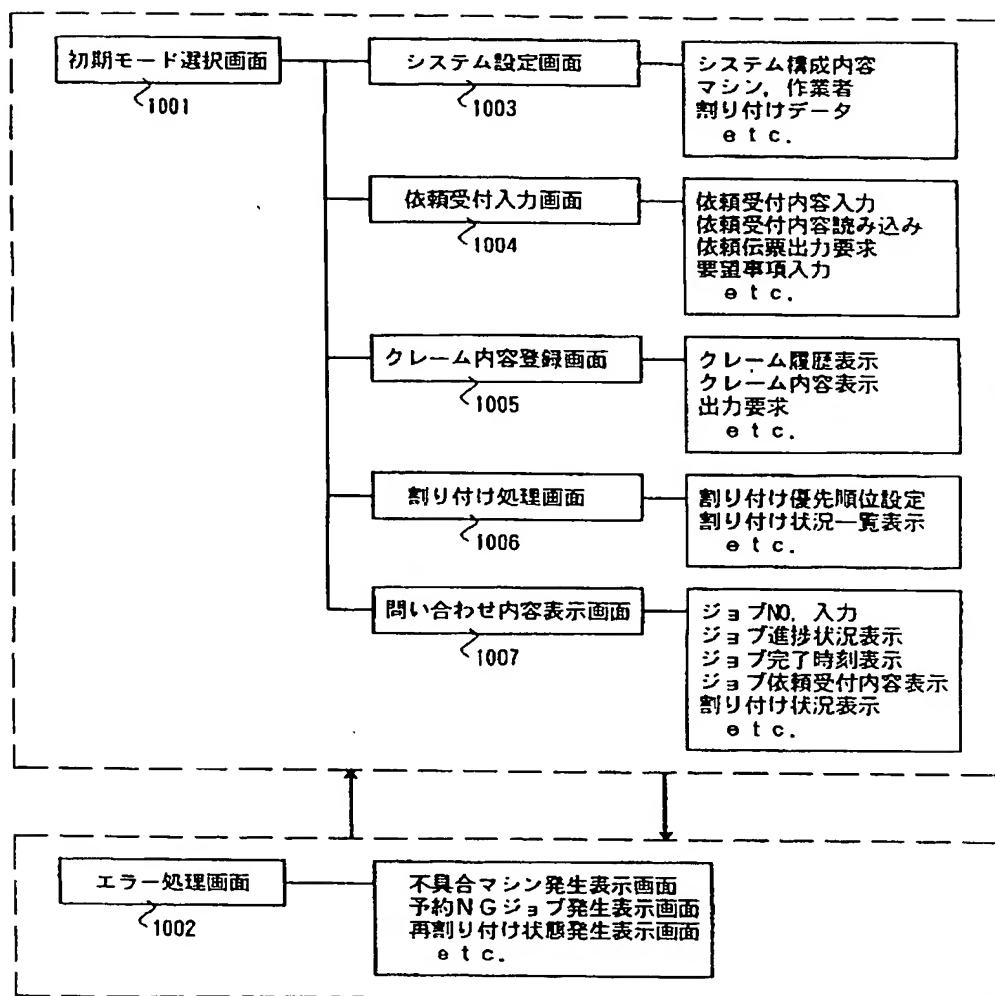 初期モード選択画面
1001
システム設定画面
1003
システム構成内容
マシン，作業者
割り付けデータ
etc.
依頼受付入力画面
1004
依頼受付内容入力
依頼受付内容読み込み
依頼伝票出力要求
要望事項入力
etc.
クレーム内容登録画面
1005
クレーム履歴表示
クレーム内容表示
出力要求
etc.
割り付け処理画面
1006
割り付け優先順位設定
割り付け状況一覧表示
etc.
問い合わせ内容表示画面
1007
ジョブNO．入力
ジョブ進捗状況表示
ジョブ完了時刻表示
ジョブ依頼受付内容表示
割り付け状況表示
etc.
エラー処理画面
1002
不具合マシン発生表示画面
予約NGジョブ発生表示画面
再割り付け状態発生表示画面
etc.